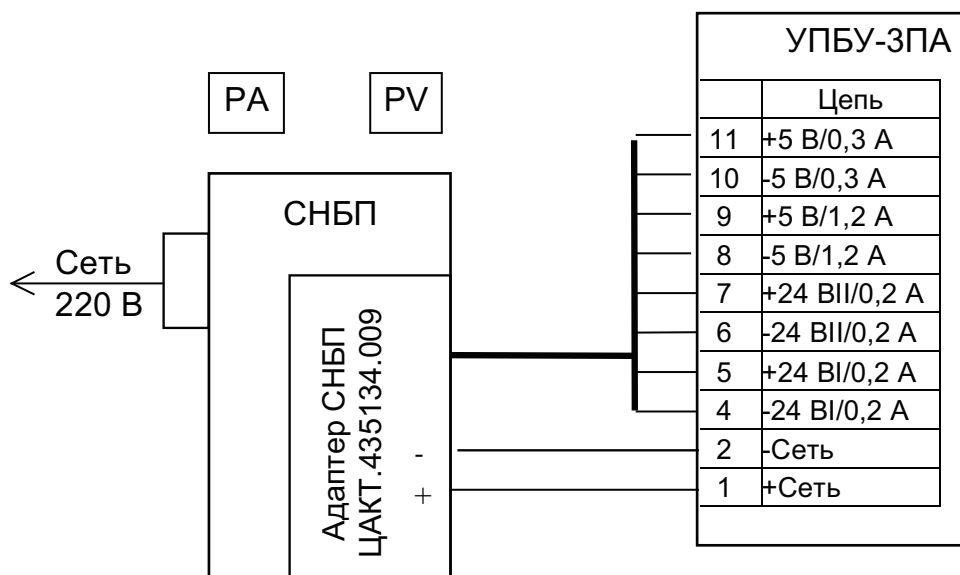 УПБУ-3ПА
PA
PV
Цепь
11 +5 В/0,3 А
10 -5 В/0,3 А
9 +5 В/1,2 А
8 -5 В/1,2 А
7 +24 ВII/0,2 А
6 -24 ВII/0,2 А
5 +24 ВI/0,2 А
4 -24 ВI/0,2 А
2 -Сеть
1 +Сеть
СНБП
Сеть
220 В
Адаптер СНБП
ЦАКТ.435134.009
-
+